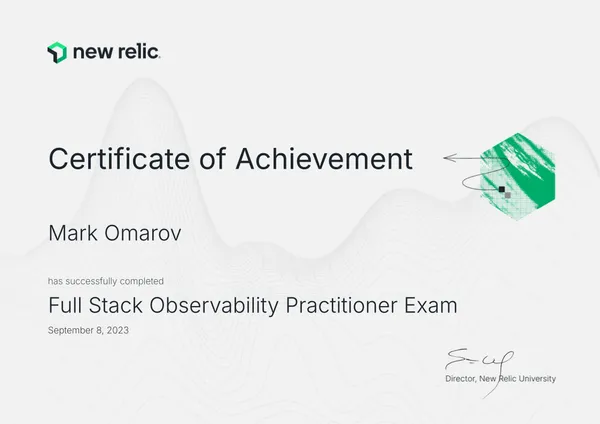 new relic.
Certificate of Achievement
Mark Omarov
has successfully completed
Full Stack Observability Practitioner Exam
September 8, 2023
Director, New Relic University